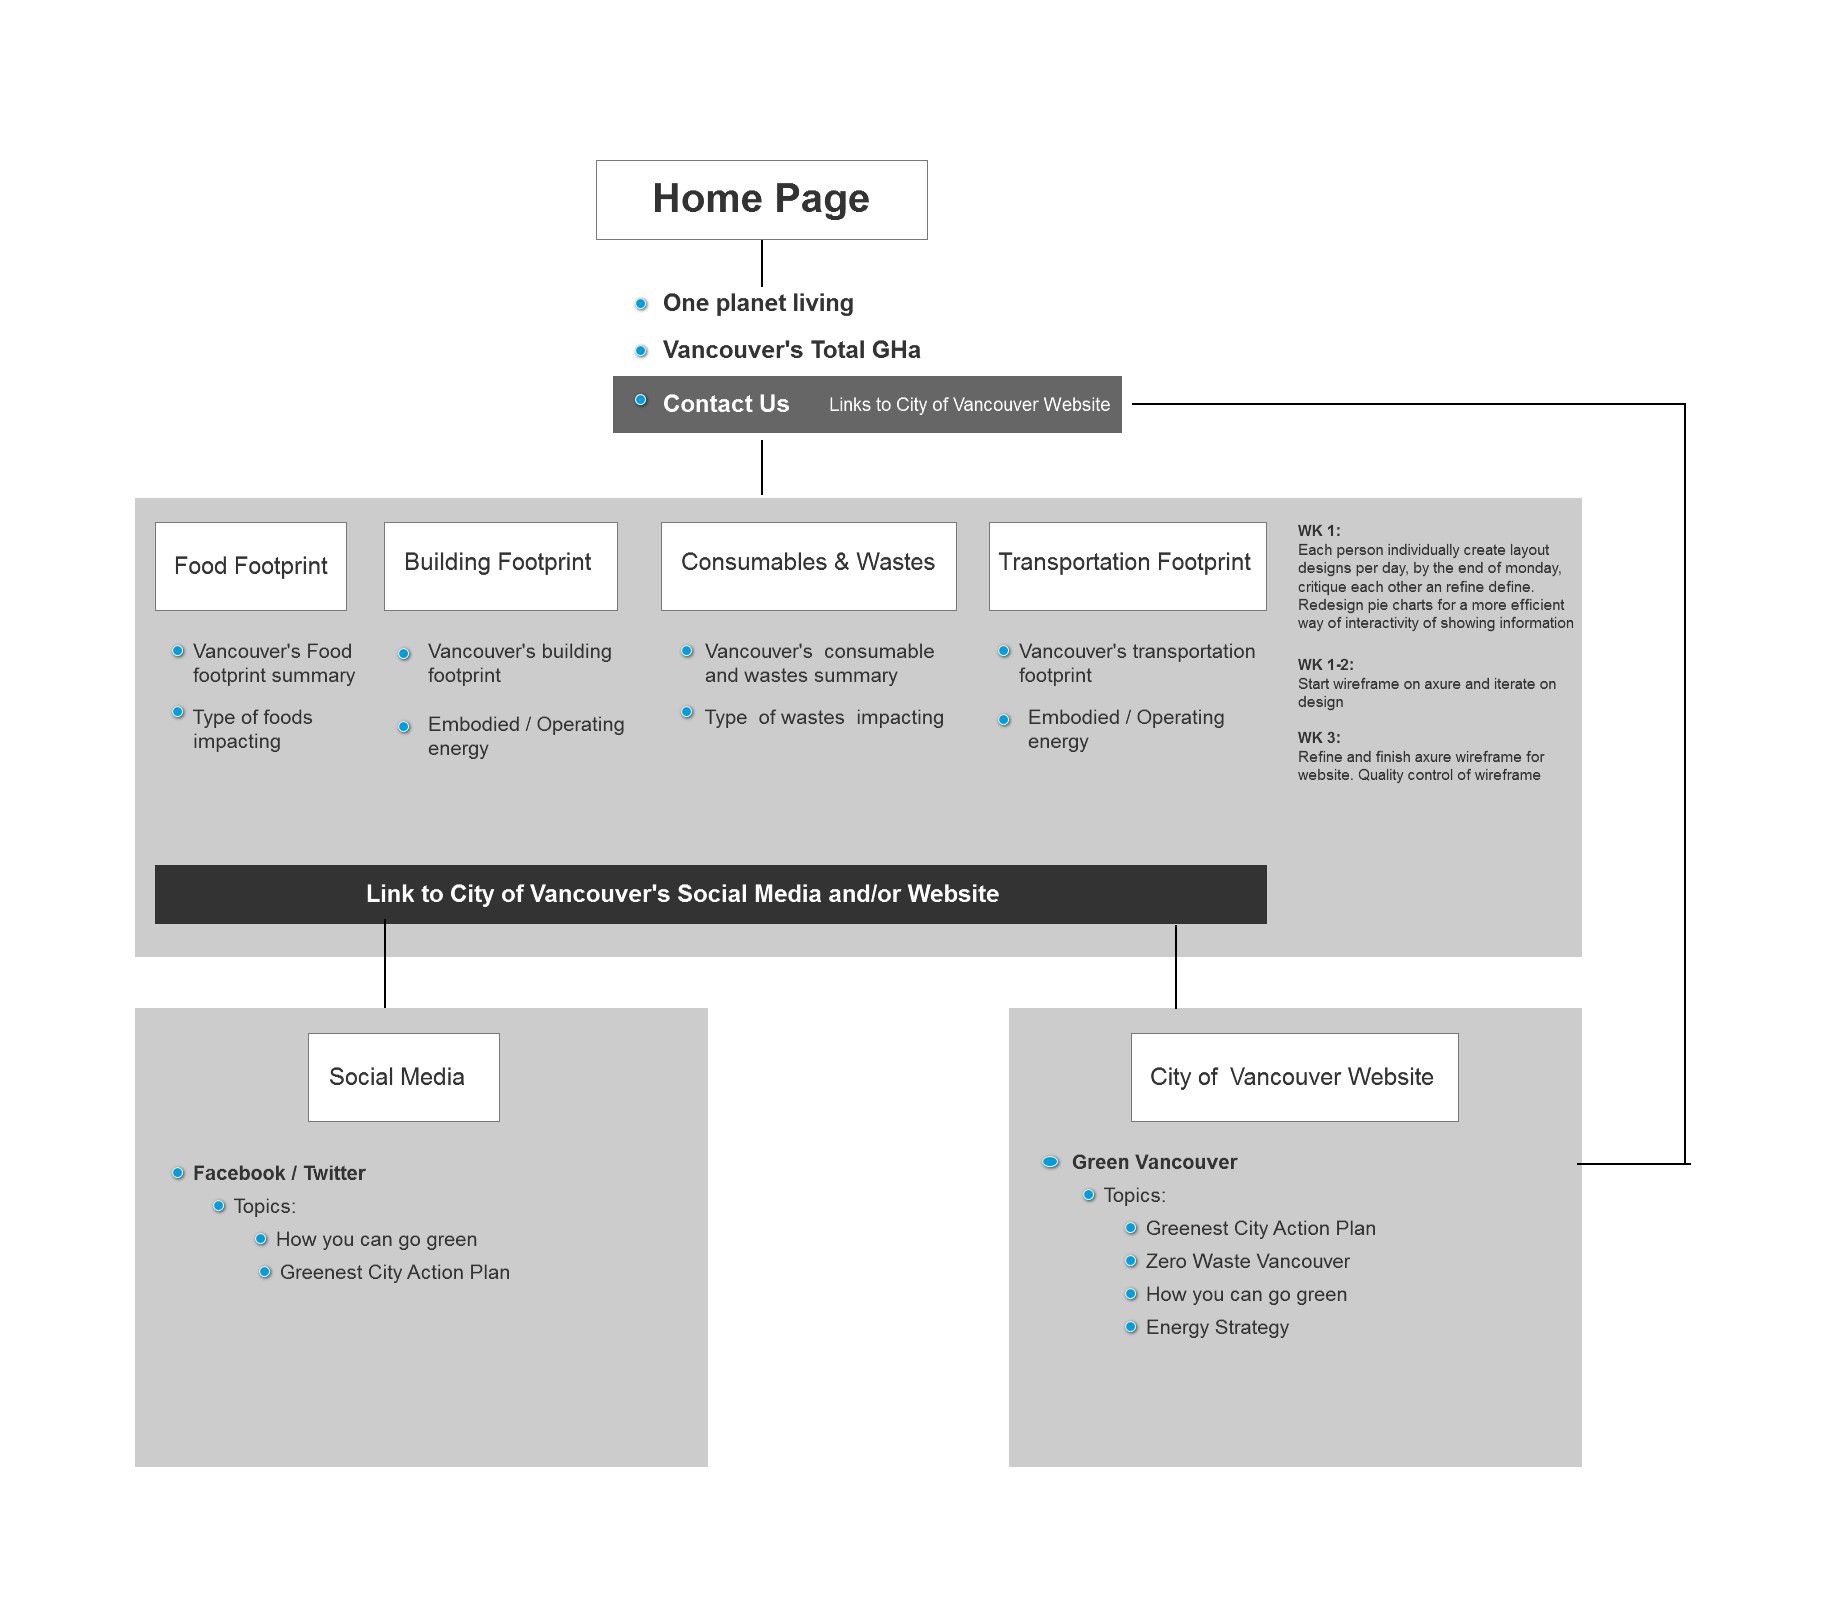 Home Page
One planet living
Vancouver's Total GHa
Contact Us Links to City of Vancouver Website
Food Footprint
Vancouver's Food
footprint summary
Type of foods
impacting
Building Footprint
Vancouver's building
footprint
Embodied / Operating
energy
Consumables & Wastes
Vancouver's consumable
and wastes summary
Type of wastes impacting
Transportation Footprint
Vancouver's transportation
footprint
Embodied / Operating
energy
WK 1:
Each person individually create layout
designs per day, by the end of monday,
critique each other an refine define.
Redesign pie charts for a more efficient
way of interactivity of showing information
WK 1-2:
Start wireframe on axure and iterate on
design
WK 3:
Refine and finish axure wireframe for
website. Quality control of wireframe
Link to City of Vancouver's Social Media and/or Website
Social Media
Facebook / Twitter
Topics:
How you can go green
Greenest City Action Plan
City of Vancouver Website
Green Vancouver
Topics:
Greenest City Action Plan
Zero Waste Vancouver
How you can go green
Energy Strategy